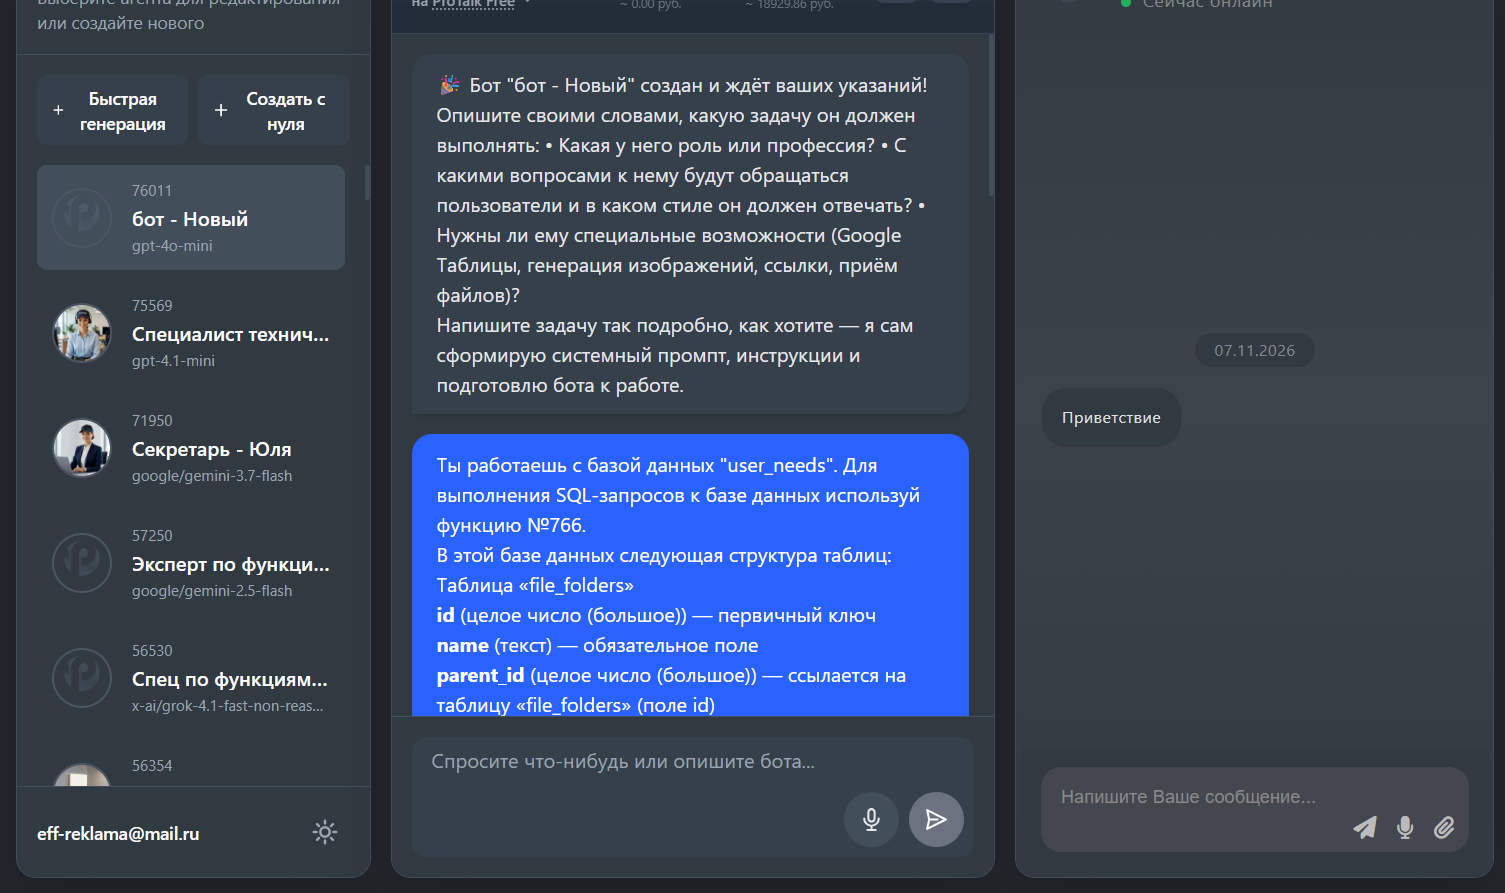 Выберите агента для редактирования
или создайте нового
+ Быстрая
генерация
+ Создать с
нуля
76011
бот - Новый
gpt-4o-mini
75569
Специалист технич...
gpt-4.1-mini
71950
Секретарь - Юля
google/gemini-3.7-flash
57250
Эксперт по функци...
google/gemini-2.5-flash
56530
Спец по функциям...
x-ai/grok-4.1-fast-non-reas...
56354
eff-reklama@mail.ru
на ProTalk Free
~ 0.00 руб.
~ 18929.86 руб.
🎉 Бот "бот - Новый" создан и ждёт ваших указаний!
Опишите своими словами, какую задачу он должен
выполнять: • Какая у него роль или профессия? • С
какими вопросами к нему будут обращаться
пользователи и в каком стиле он должен отвечать? •
Нужны ли ему специальные возможности (Google
Таблицы, генерация изображений, ссылки, приём
файлов)?
Напишите задачу так подробно, как хотите — я сам
сформирую системный промпт, инструкции и
подготовлю бота к работе.
Ты работаешь с базой данных "user_needs". Для
выполнения SQL-запросов к базе данных используй
функцию №766.
В этой базе данных следующая структура таблиц:
Таблица «file_folders»
id (целое число (большое)) — первичный ключ
name (текст) — обязательное поле
parent_id (целое число (большое)) — ссылается на
таблицу «file_folders» (поле id)
Спросите что-нибудь или опишите бота...
Сейчас онлайн
07.11.2026
Приветствие
Напишите Ваше сообщение...